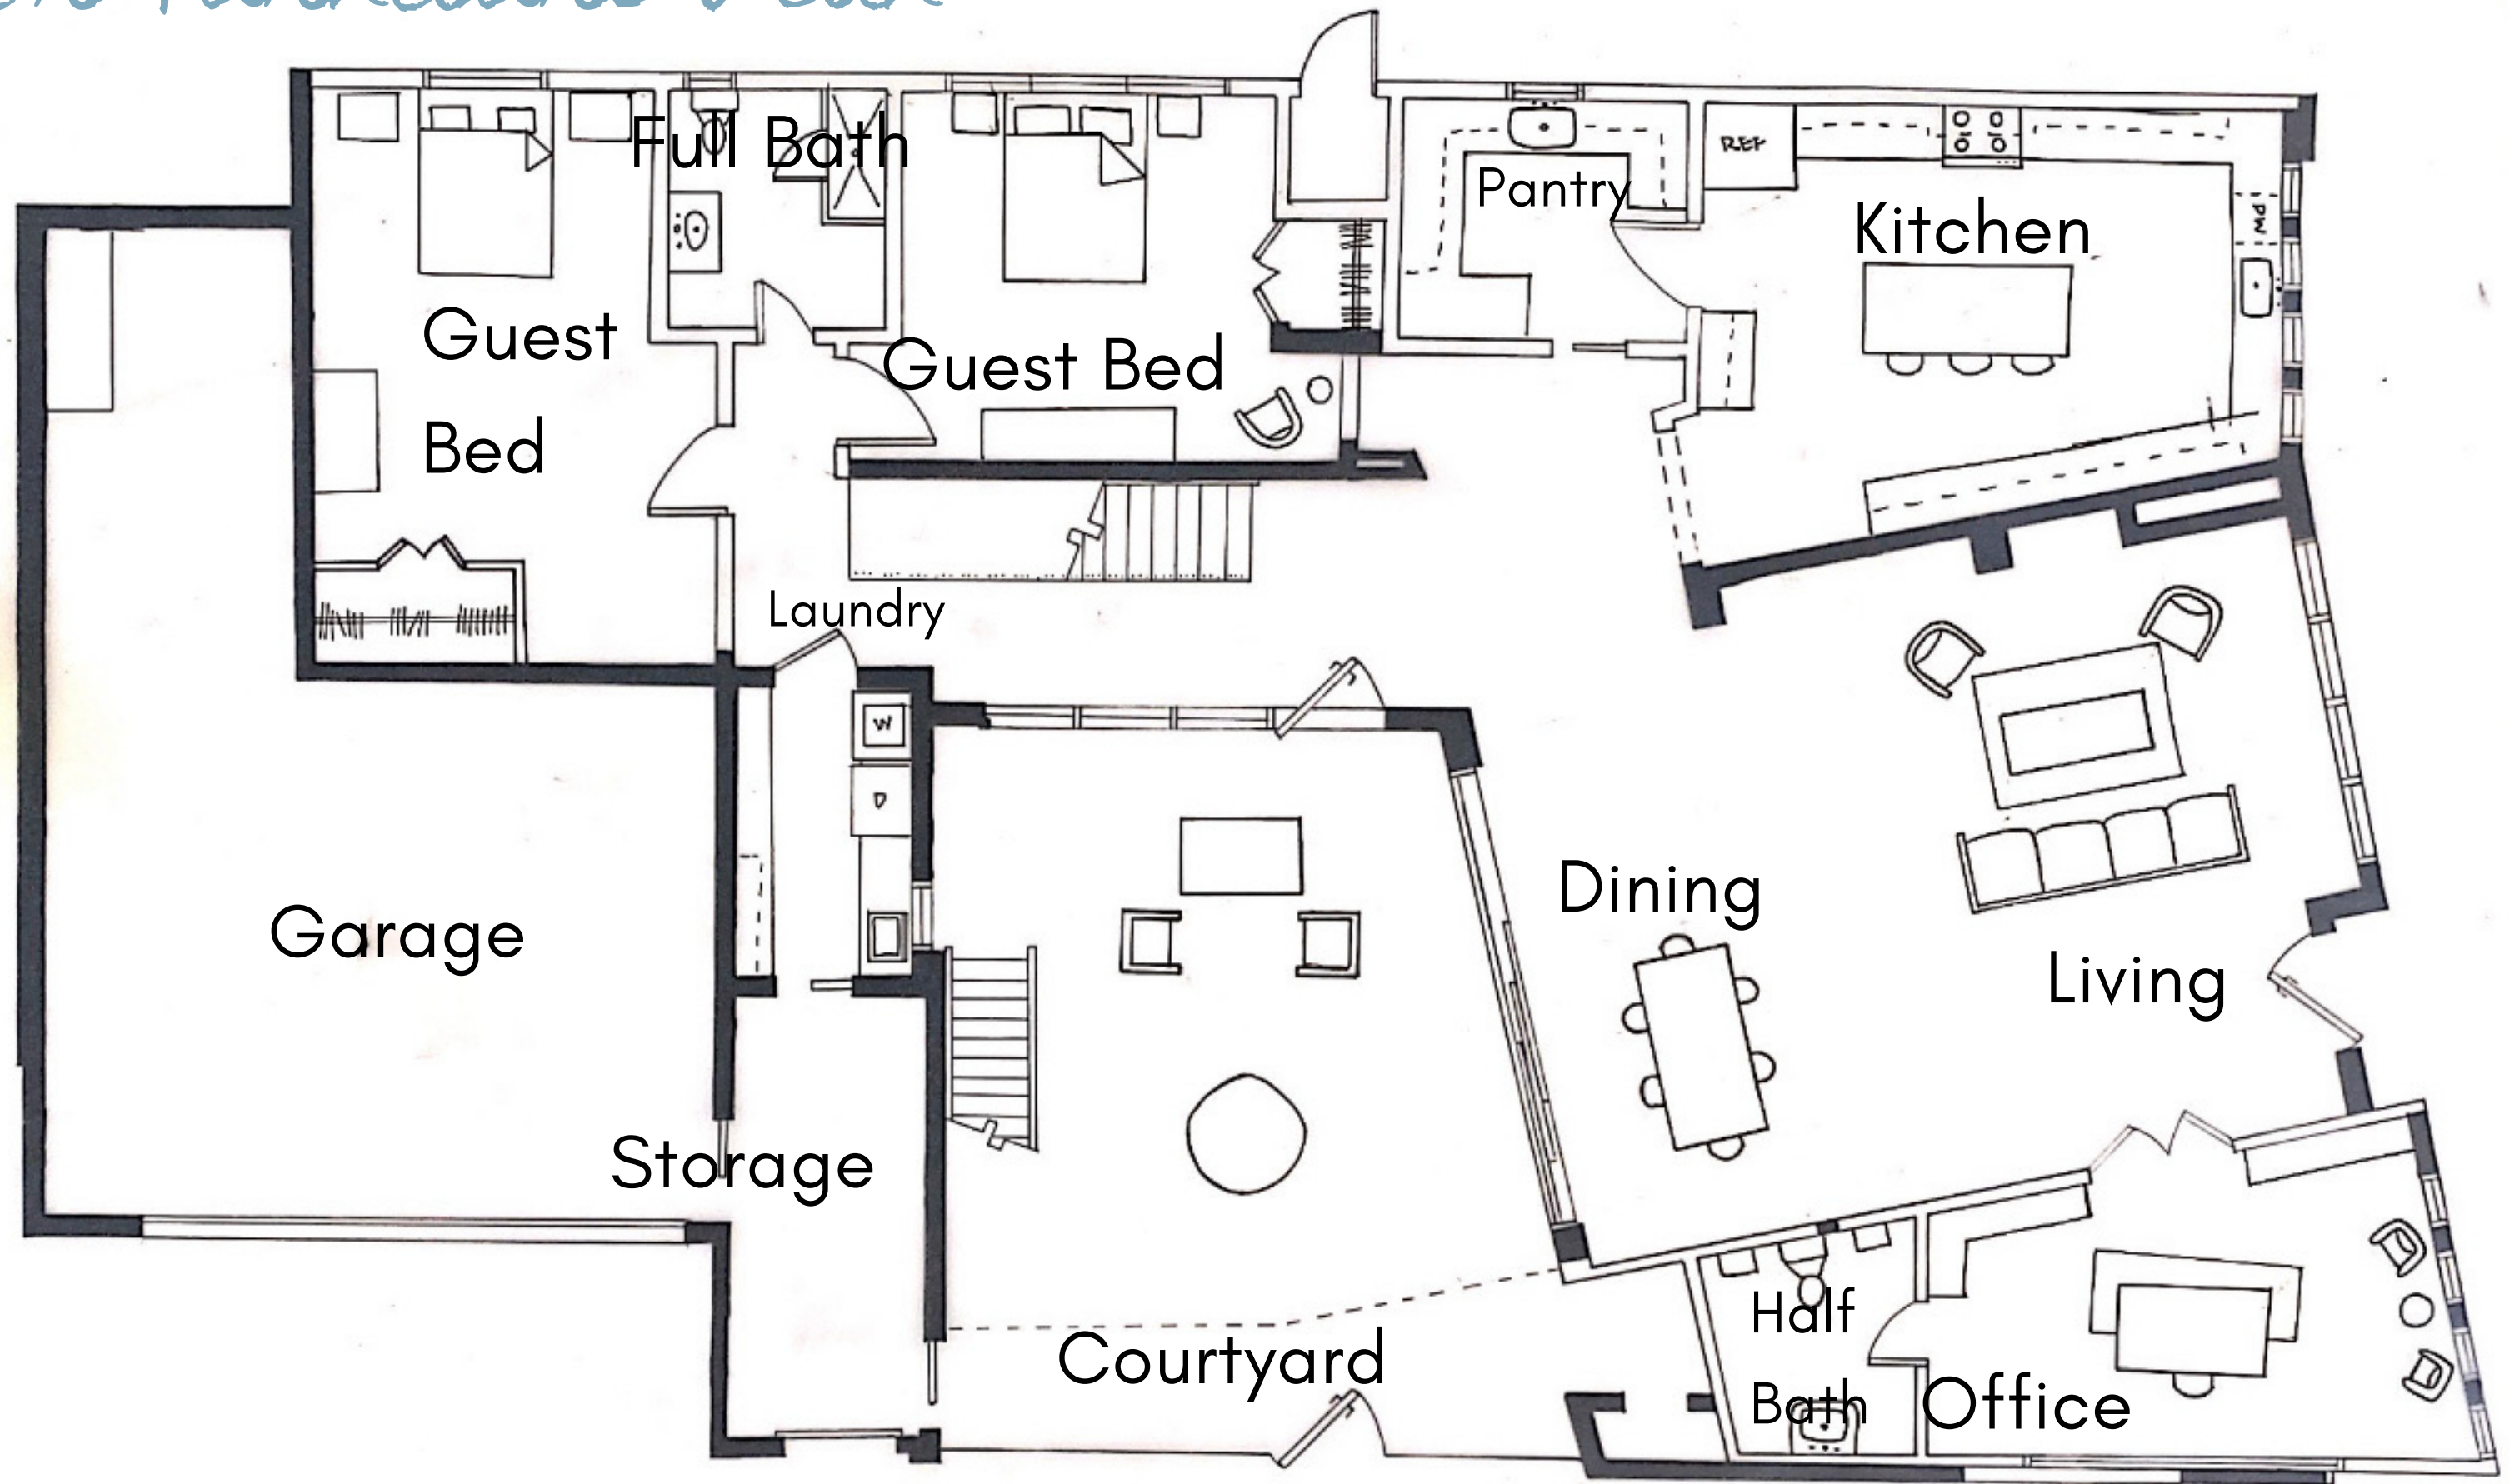 Full Bath
REF
Pantry
Kitchen
DW
Guest
Bed
Guest Bed
Laundry
W
D
Dining
Garage
Living
Storage
Half
Bath
Courtyard
Office